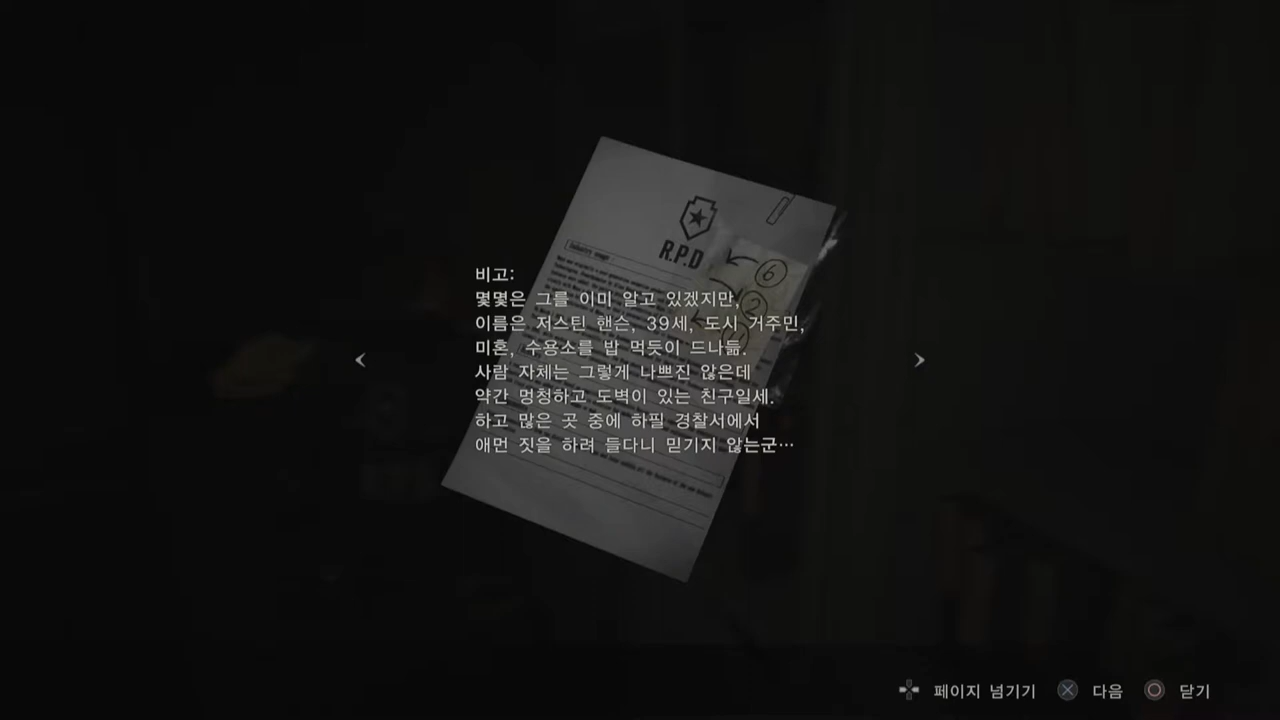 R.P.D
6
2
비고:
몇몇은 그를 이미 알고 있겠지만,
이름은 저스틴 핸슨, 39세, 도시 거주민,
미혼, 수용소를 밥 먹듯이 드나듦.
사람 자체는 그렇게 나쁘진 않은데
약간 멍청하고 도벽이 있는 친구일세.
하고 많은 곳 중에 하필 경찰서에서
애먼 짓을 하려 들다니 믿기지 않는군…
페이지 넘기기 다음 닫기